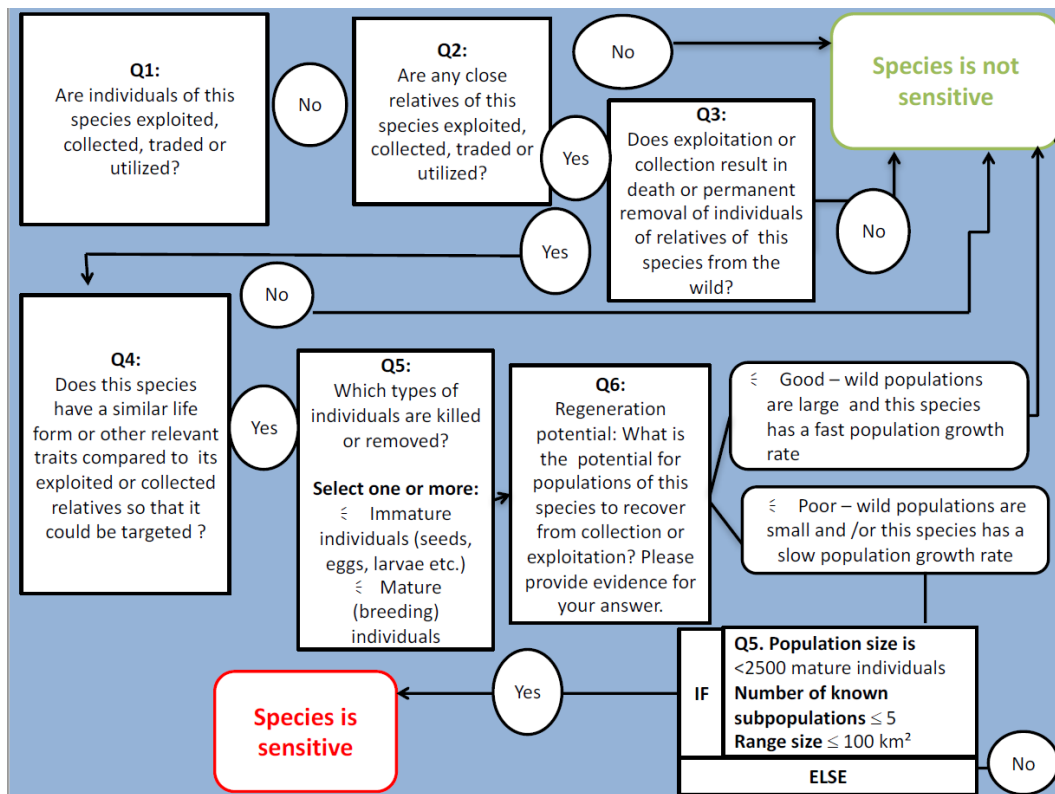 Q1:
Are individuals of this
species exploited,
collected, traded or
utilized?
No
Q2:
Are any close
relatives of this
species exploited,
collected, traded or
utilized?
No
Species is not
sensitive
Yes
Q3:
Does exploitation or
collection result in
death or permanent
removal of individuals
of relatives of this
species from the
wild?
No
Yes
No
Q4:
Does this species
have a similar life
form or other relevant
traits compared to its
exploited or collected
relatives so that it
could be targeted ?
Yes
Q5:
Which types of
individuals are killed
or removed?
Select one or more:
Immature
individuals (seeds,
eggs, larvae etc.)
Mature
(breeding)
individuals
Q6:
Regeneration
potential: What is
the potential for
populations of this
species to recover
from collection or
exploitation? Please
provide evidence for
your answer.
Good – wild populations
are large and this species
has a fast population growth
rate
Poor – wild populations are
small and /or this species has a
slow population growth rate
IF
Q5. Population size is
<2500 mature individuals
Number of known
subpopulations ≤ 5
Range size ≤ 100 km²
ELSE
No
Yes
Species is
sensitive